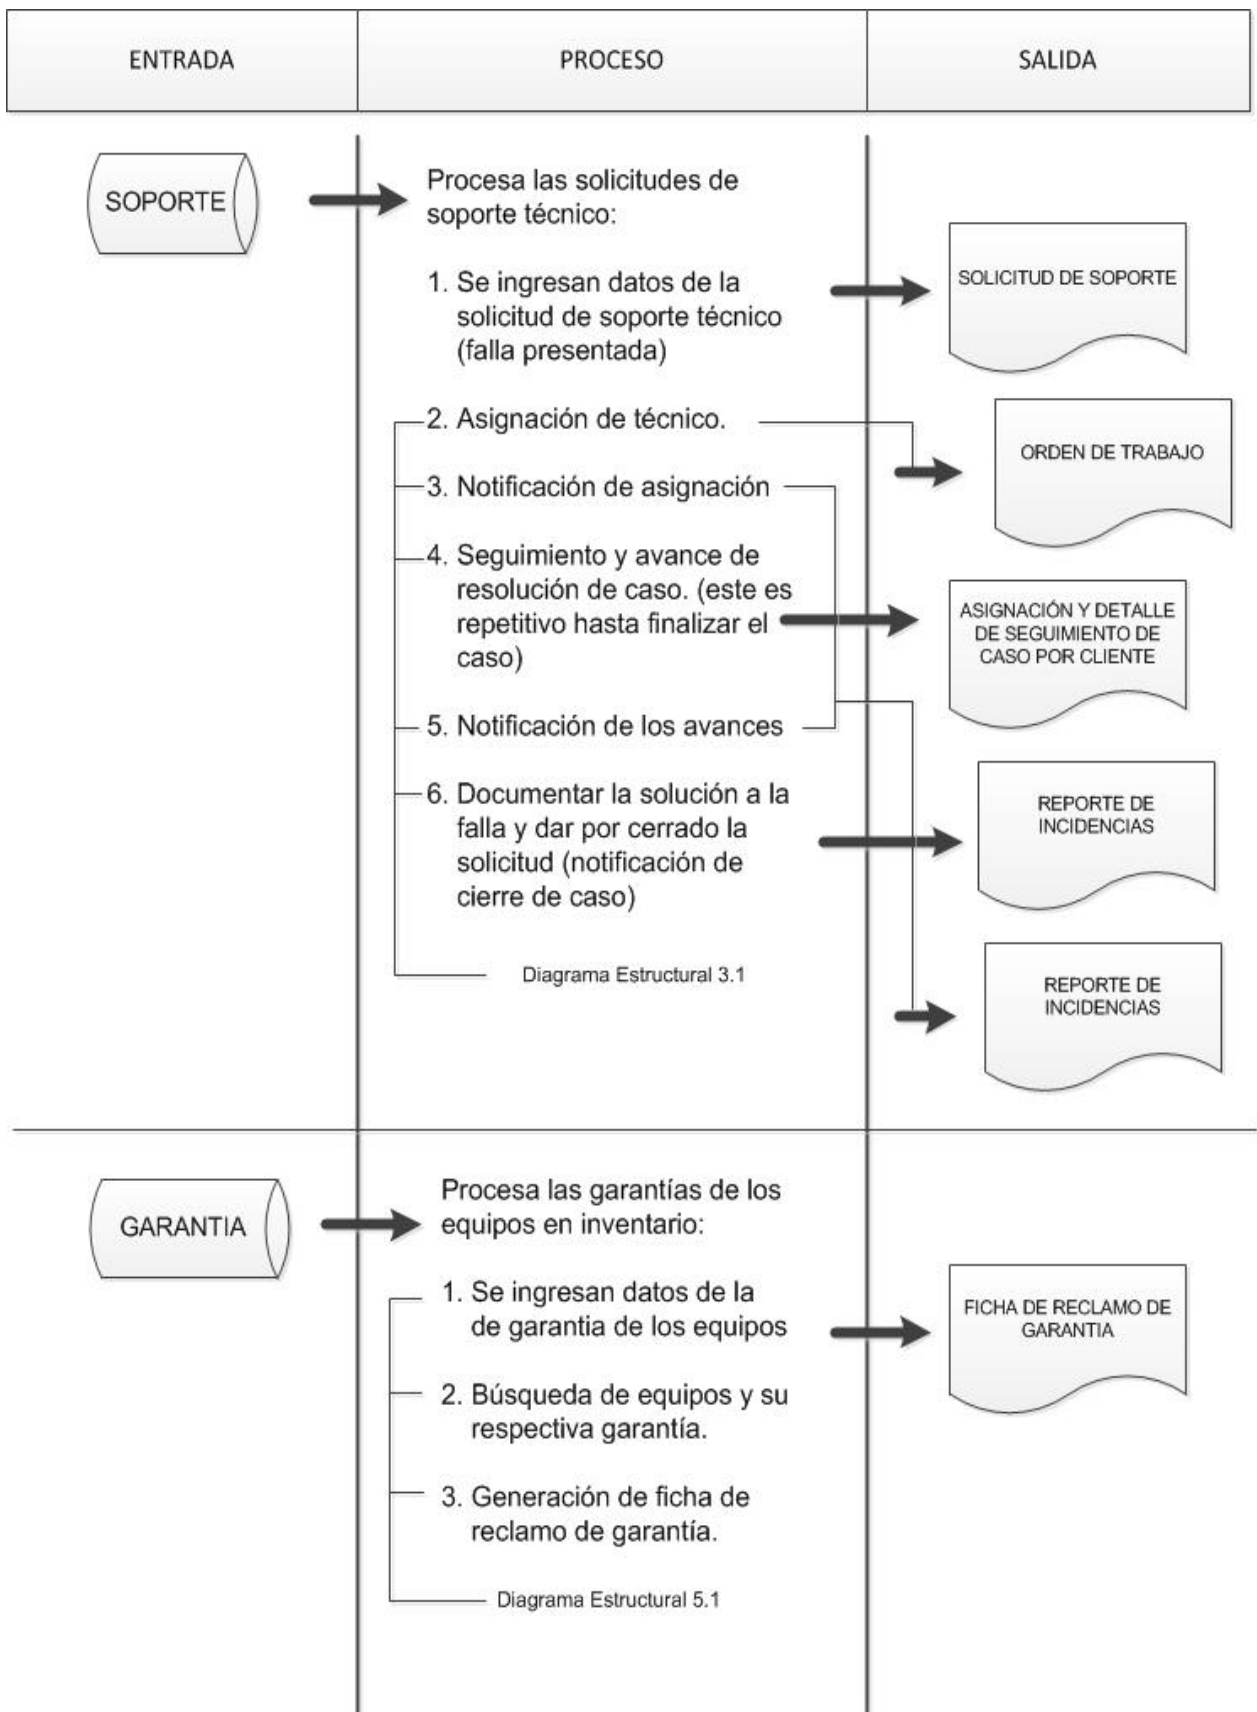 ENTRADA
PROCESO
SALIDA
SOPORTE
Procesa las solicitudes de
soporte técnico:
1. Se ingresan datos de la
solicitud de soporte técnico
(falla presentada)
SOLICITUD DE SOPORTE
2. Asignación de técnico.
ORDEN DE TRABAJO
3. Notificación de asignación
4. Seguimiento y avance de
resolución de caso. (este es
repetitivo hasta finalizar el
caso)
ASIGNACIÓN Y DETALLE
DE SEGUIMIENTO DE
CASO POR CLIENTE
5. Notificación de los avances
6. Documentar la solución a la
falla y dar por cerrado la
solicitud (notificación de
cierre de caso)
REPORTE DE
INCIDENCIAS
Diagrama Estructural 3.1
REPORTE DE
INCIDENCIAS
GARANTIA
Procesa las garantías de los
equipos en inventario:
1. Se ingresan datos de la
de garantia de los equipos
FICHA DE RECLAMO DE
GARANTIA
2. Búsqueda de equipos y su
respectiva garantía.
3. Generación de ficha de
reclamo de garantía.
Diagrama Estructural 5.1